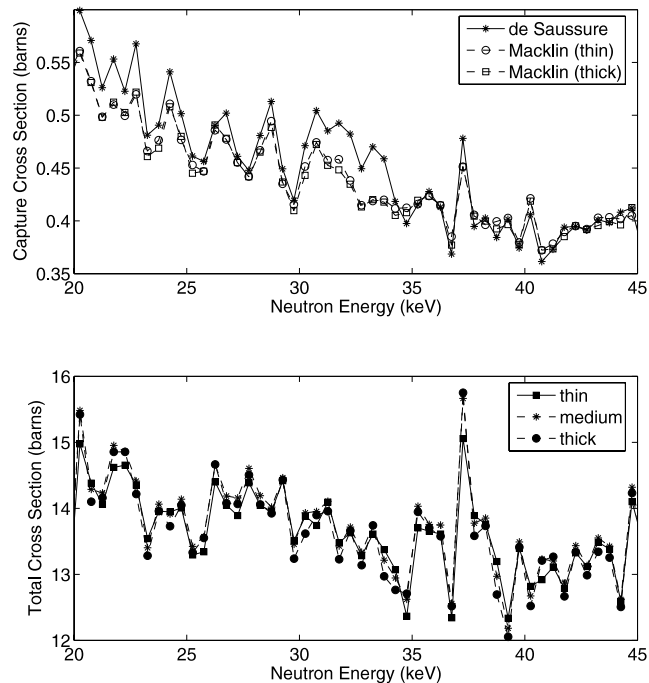 Capture Cross Section (barns)
0.55
0.5
0.45
0.4
0.35
de Saussure
Macklin (thin)
Macklin (thick)
20 25 30 35 40 45
Neutron Energy (keV)
Total Cross Section (barns)
16
15
14
13
12
thin
medium
thick
20 25 30 35 40 45
Neutron Energy (keV)